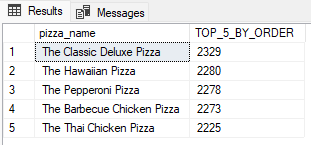 Results Messages
pizza_name TOP_5_BY_ORDER
1 The Classic Deluxe Pizza 2329
2 The Hawaiian Pizza 2280
3 The Pepperoni Pizza 2278
4 The Barbecue Chicken Pizza 2273
5 The Thai Chicken Pizza 2225